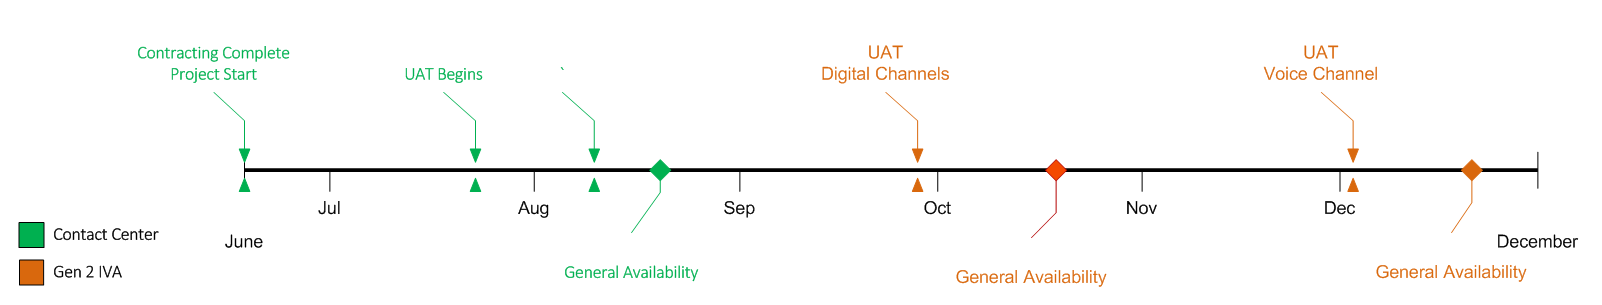 Contracting Complete
Project Start
UAT Begins
`
UAT
Digital Channels
UAT
Voice Channel
Jul
Aug
Sep
Oct
Nov
Dec
June
December
Contact Center
Gen 2 IVA
General Availability
General Availability
General Availability